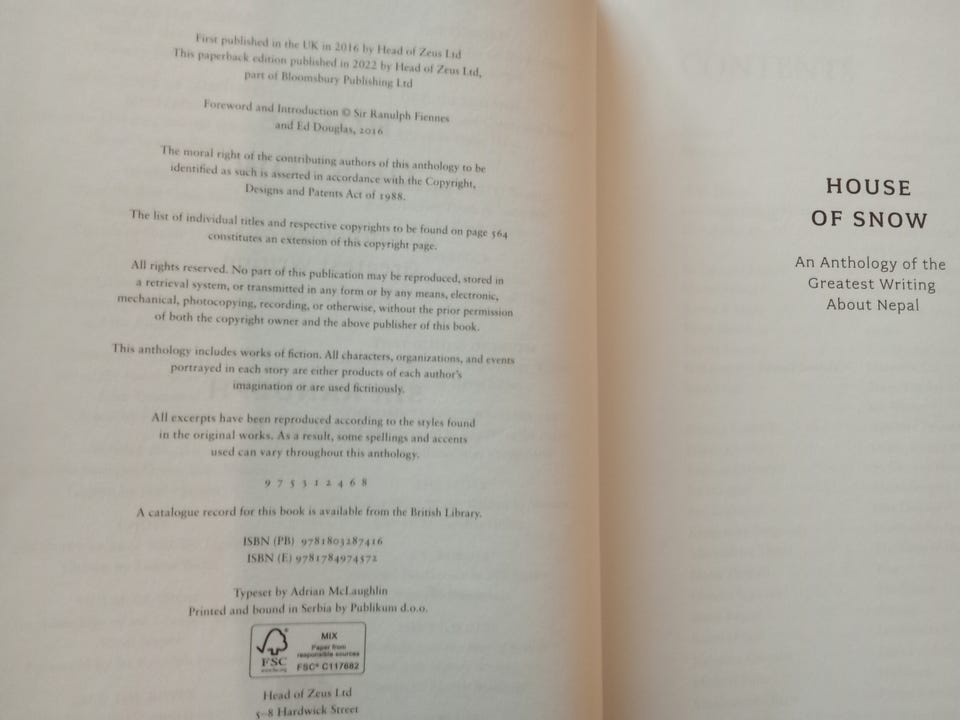 First published in the UK in 2016 by Head of Zeus Ltd
This paperback edition published in 2022 by Head of Zeus Ltd,
part of Bloomsbury Publishing Ltd
Foreword and Introduction © Sir Ranulph Fiennes
and Ed Douglas, 2016
The moral right of the contributing authors of this anthology to be
identified as such is asserted in accordance with the Copyright,
Designs and Patents Act of 1988.
The list of individual titles and respective copyrights to be found on page 564
constitutes an extension of this copyright page.
All rights reserved. No part of this publication may be reproduced, stored in
a retrieval system, or transmitted in any form or by any means, electronic,
mechanical, photocopying, recording, or otherwise, without the prior permission
of both the copyright owner and the above publisher of this book.
This anthology includes works of fiction. All characters, organizations, and events
portrayed in each story are either products of each author's
imagination or are used fictitiously.
All excerpts have been reproduced according to the styles found
in the original works. As a result, some spellings and accents
used can vary throughout this anthology.
9 7 5 3 1 2 4 6 8
A catalogue record for this book is available from the British Library.
ISBN (PB) 9781803287416
ISBN (E) 9781784974572
Typeset by Adrian McLaughlin
Printed and bound in Serbia by Publikum d.o.o.
FSC
www.fsc.org
MIX
Paper from
responsible sources
FSC® C117682
Head of Zeus Ltd
5–8 Hardwick Street
HOUSE
OF SNOW
An Anthology of the
Greatest Writing
About Nepal